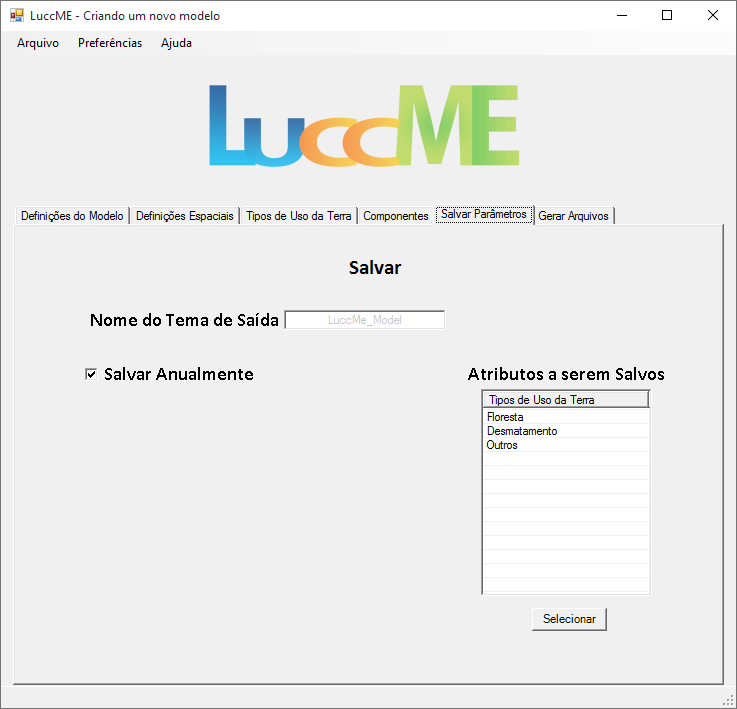 LuccME - Criando um novo modelo
Arquivo Preferências Ajuda
LuccME
Definições do Modelo Definições Espaciais Tipos de Uso da Terra Componentes Salvar Parâmetros Gerar Arquivos
Salvar
Nome do Tema de Saída LuccMe_Model
Salvar Anualmente
Atributos a serem Salvos
Tipos de Uso da Terra
Floresta
Desmatamento
Outros
Selecionar